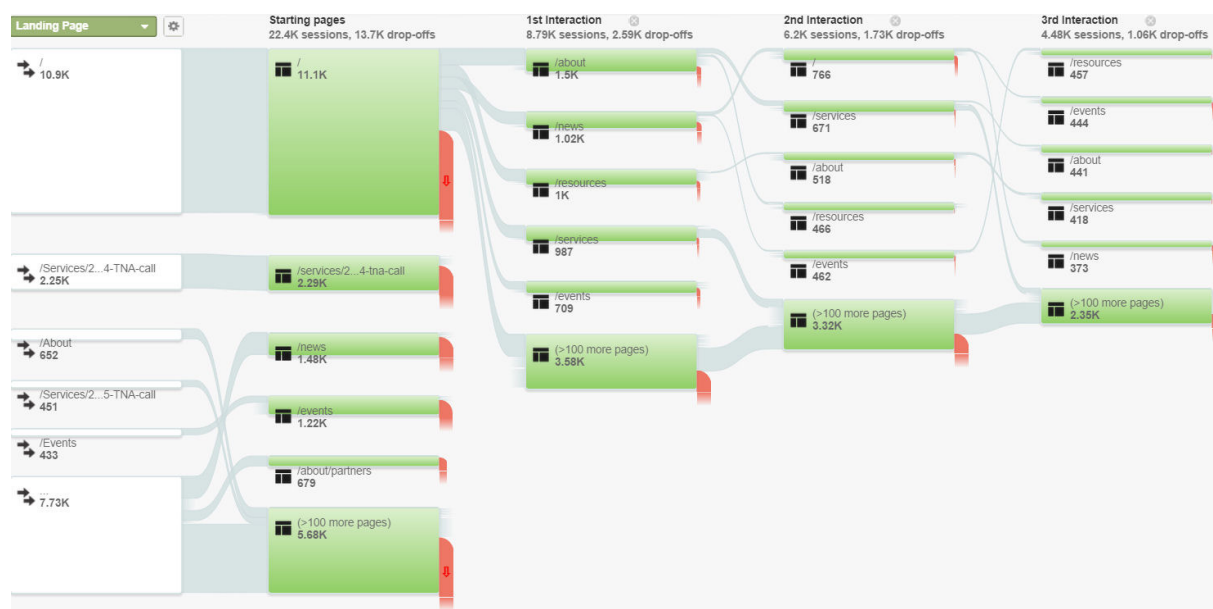 Landing Page
/
10.9K
/Services/2...4-TNA-call
2.25K
/About
652
/Services/2...5-TNA-call
451
/Events
433
...
7.73K
Starting pages
22.4K sessions, 13.7K drop-offs
/
11.1K
/services/2...4-tna-call
2.29K
/news
1.48K
/events
1.22K
/about/partners
679
(>100 more pages)
5.68K
1st Interaction
8.79K sessions, 2.59K drop-offs
/about
1.5K
/news
1.02K
/resources
1K
/services
987
/events
709
(>100 more pages)
3.58K
2nd Interaction
6.2K sessions, 1.73K drop-offs
/
766
/services
671
/about
518
/resources
466
/events
462
(>100 more pages)
3.32K
3rd Interaction
4.48K sessions, 1.06K drop-offs
/resources
457
/events
444
/about
441
/services
418
/news
373
(>100 more pages)
2.35K